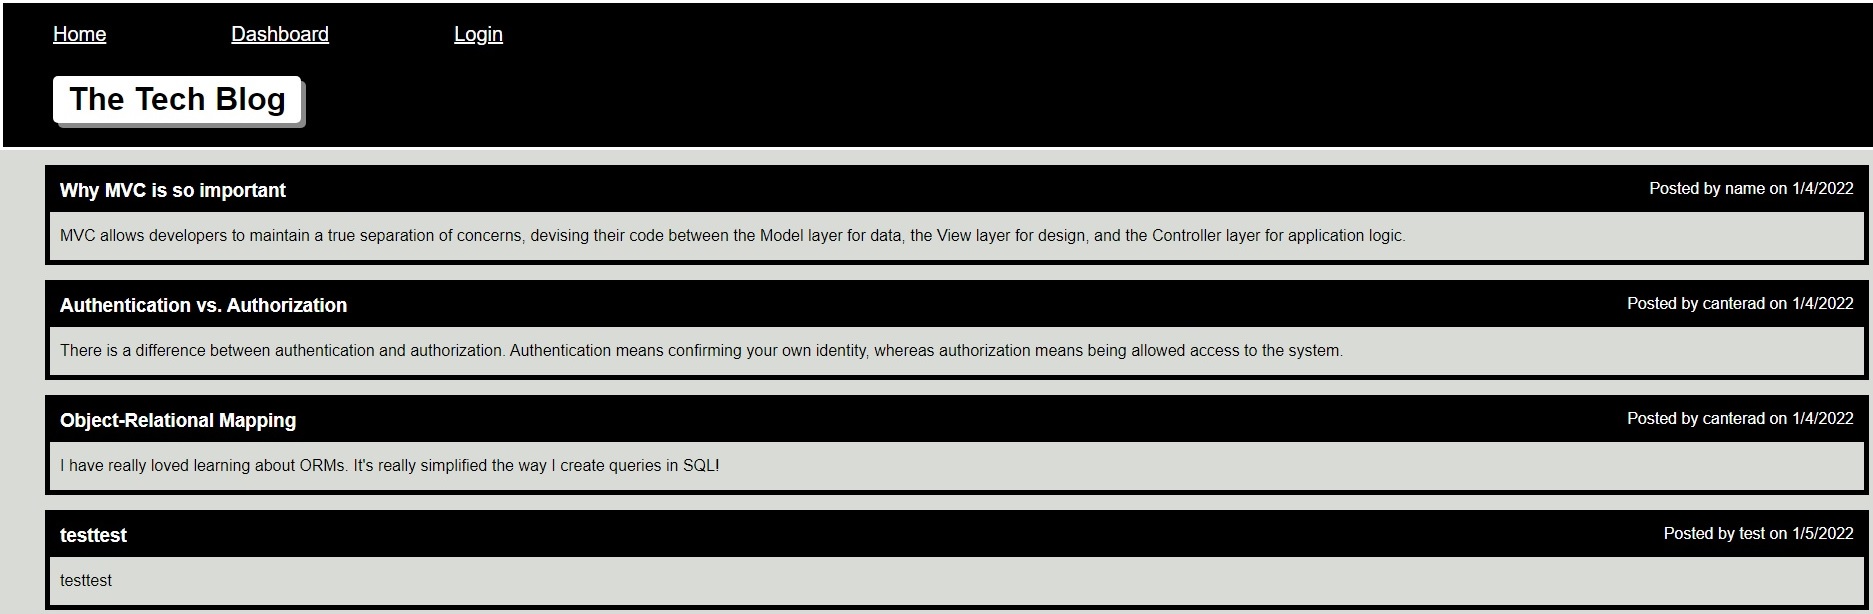 Home Dashboard Login
The Tech Blog
Why MVC is so important Posted by name on 1/4/2022
MVC allows developers to maintain a true separation of concerns, devising their code between the Model layer for data, the View layer for design, and the Controller layer for application logic.
Authentication vs. Authorization Posted by canterad on 1/4/2022
There is a difference between authentication and authorization. Authentication means confirming your own identity, whereas authorization means being allowed access to the system.
Object-Relational Mapping Posted by canterad on 1/4/2022
I have really loved learning about ORMs. It's really simplified the way I create queries in SQL!
testtest Posted by test on 1/5/2022
testtest